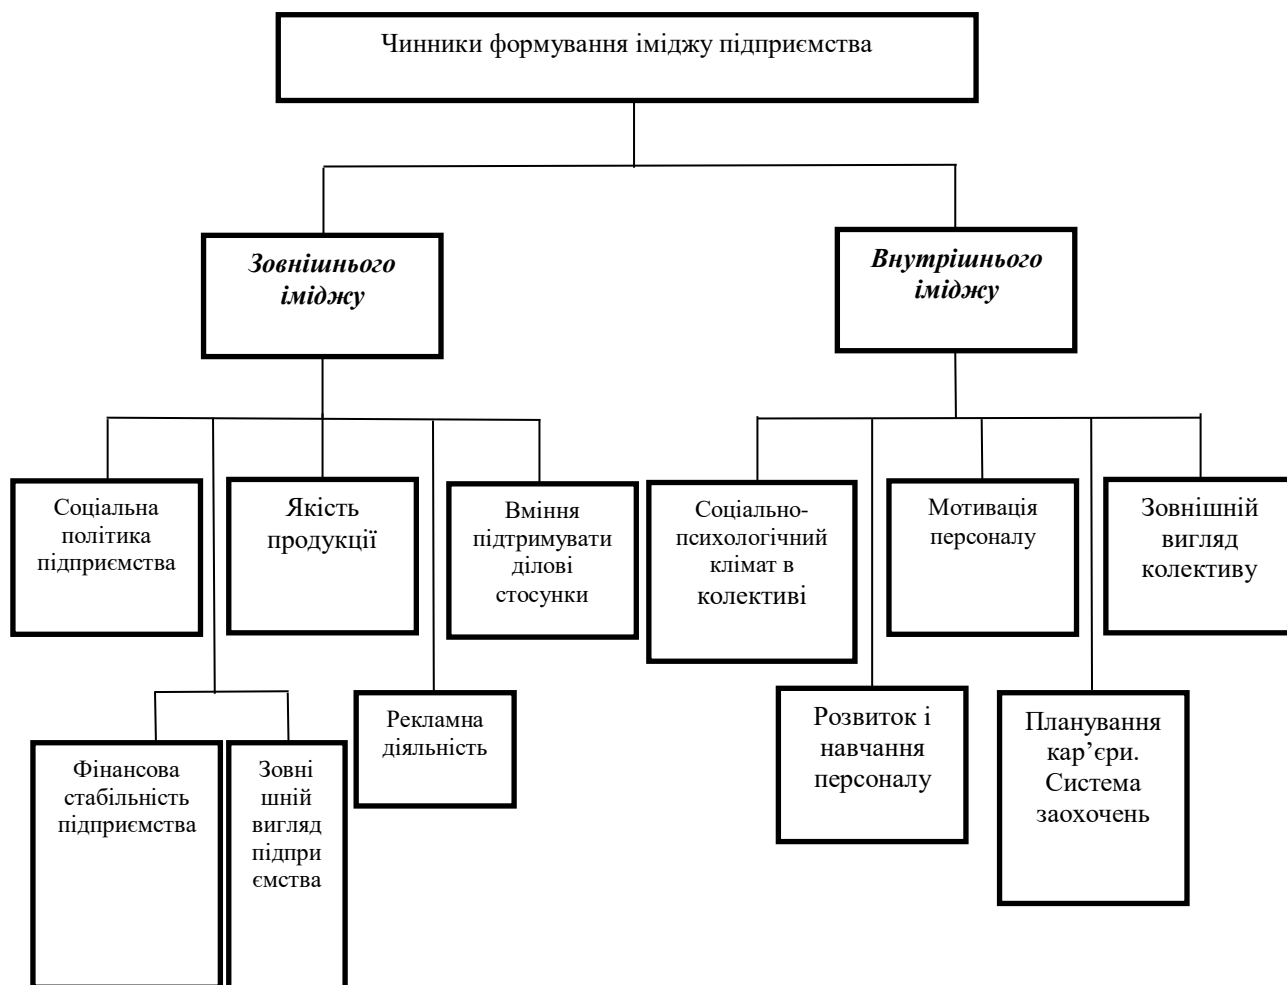 Чинники формування іміджу підприємства
Зовнішнього
іміджу
Внутрішнього
іміджу
Соціальна
політика
підприємства
Якість
продукції
Вміння
підтримувати
ділові
стосунки
Соціально-
психологічний
клімат в
колективі
Мотивація
персоналу
Зовнішній
вигляд
колективу
Фінансова
стабільність
підприємства
Зовні
шній
вигляд
підпри
ємства
Рекламна
діяльність
Розвиток і
навчання
персоналу
Планування
кар’єри.
Система
заохочень